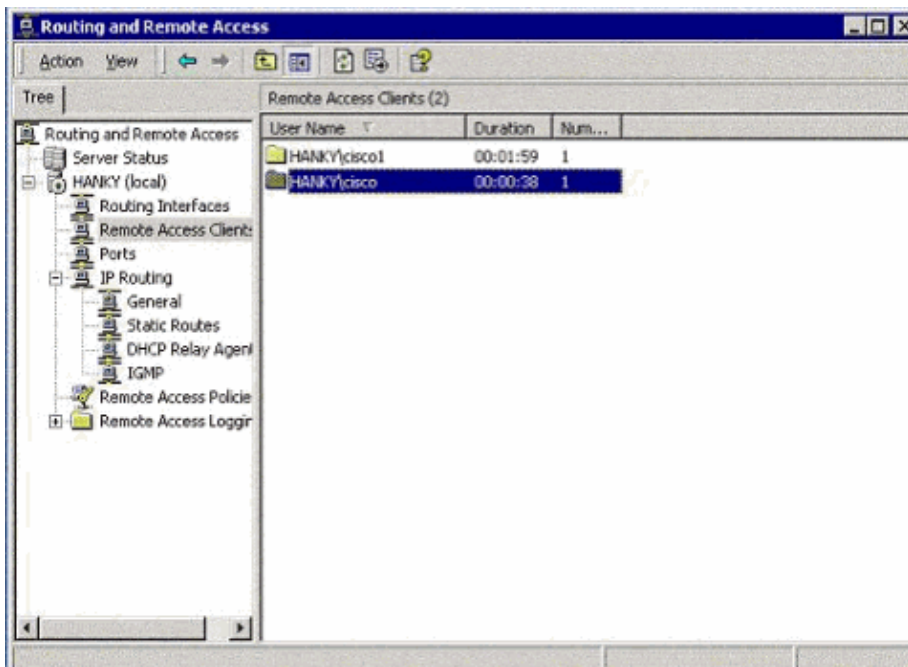 Routing and Remote Access
Action View
Tree
Remote Access Clients (2)
Routing and Remote Access
Server Status
HANKY (local)
Routing Interfaces
Remote Access Clients
Ports
IP Routing
General
Static Routes
DHCP Relay Agent
IGMP
Remote Access Policie
Remote Access Loggin
User Name Duration Num...
HANKY\cisco1 00:01:59 1
HANKY\cisco 00:00:38 1